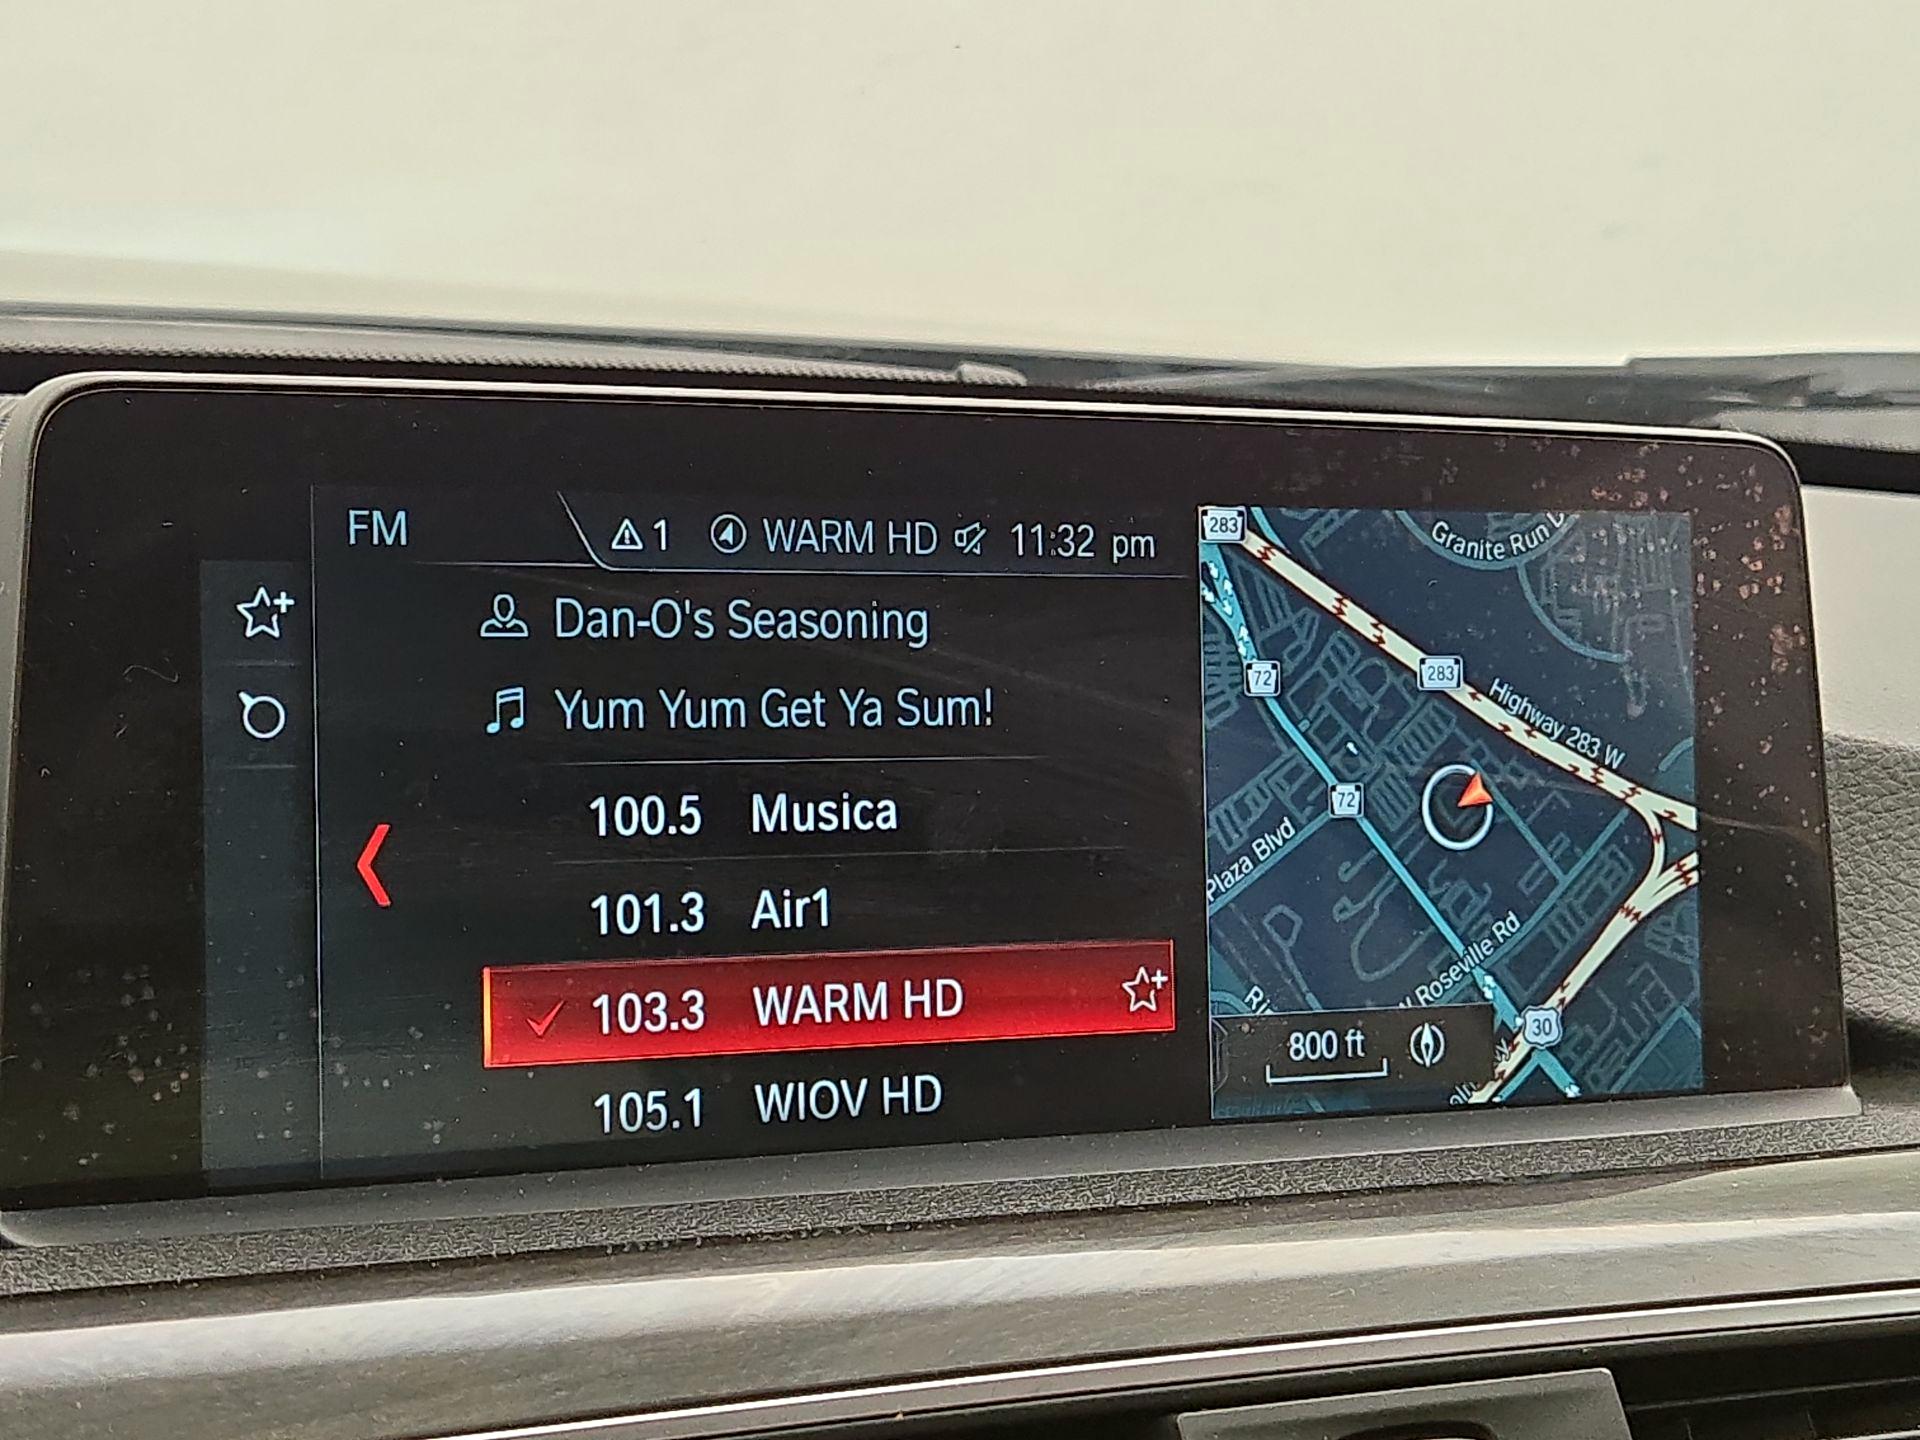 FM
1 WARM HD 11:32 pm
Dan-O's Seasoning
Yum Yum Get Ya Sum!
100.5 Musica
101.3 Air1
103.3 WARM HD
105.1 WIOV HD
283
Granite Run D
72
283
Highway 283 W
72
Plaza Blvd
Roseville Rd
30
800 ft